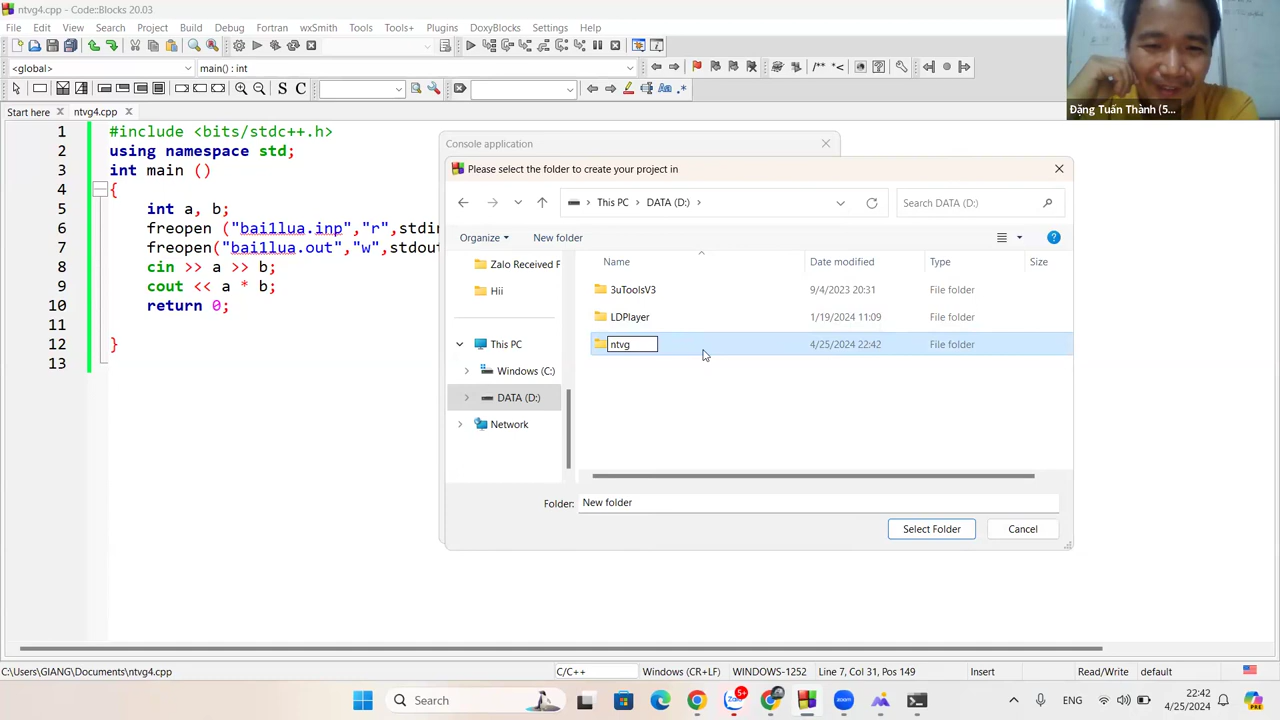 ntvg4.cpp - Code::Blocks 20.03
File Edit View Search Project Build Debug Fortran wxSmith Tools Tools+ Plugins DoxyBlocks Settings Help
<global> main() : int
/** *<
S C Aa .*
Start here ntvg4.cpp
Đặng Tuấn Thành (5...
1 #include <bits/stdc++.h>
2 using namespace std;
3 int main ()
4 {
5 int a, b;
6 freopen ("bai1lua.inp","r",stdin
7 freopen("bai1lua.out","w",stdout
8 cin >> a >> b;
9 cout << a * b;
10 return 0;
11
12 }
13
Console application
Please select the folder to create your project in
This PC DATA (D:)
Search DATA (D:)
Organize New folder
Name Date modified Type Size
Zalo Received F
Hii
This PC
Windows (C:)
DATA (D:)
Network
3uToolsV3 9/4/2023 20:31 File folder
LDPlayer 1/19/2024 11:09 File folder
ntvg 4/25/2024 22:42 File folder
Folder: New folder
Select Folder Cancel
C:\Users\GIANG\Documents\ntvg4.cpp C/C++ Windows (CR+LF) WINDOWS-1252 Line 7, Col 31, Pos 149 Insert Read/Write default
Search
Zalo 5+
zoom
ENG
22:42
4/25/2024
PRE